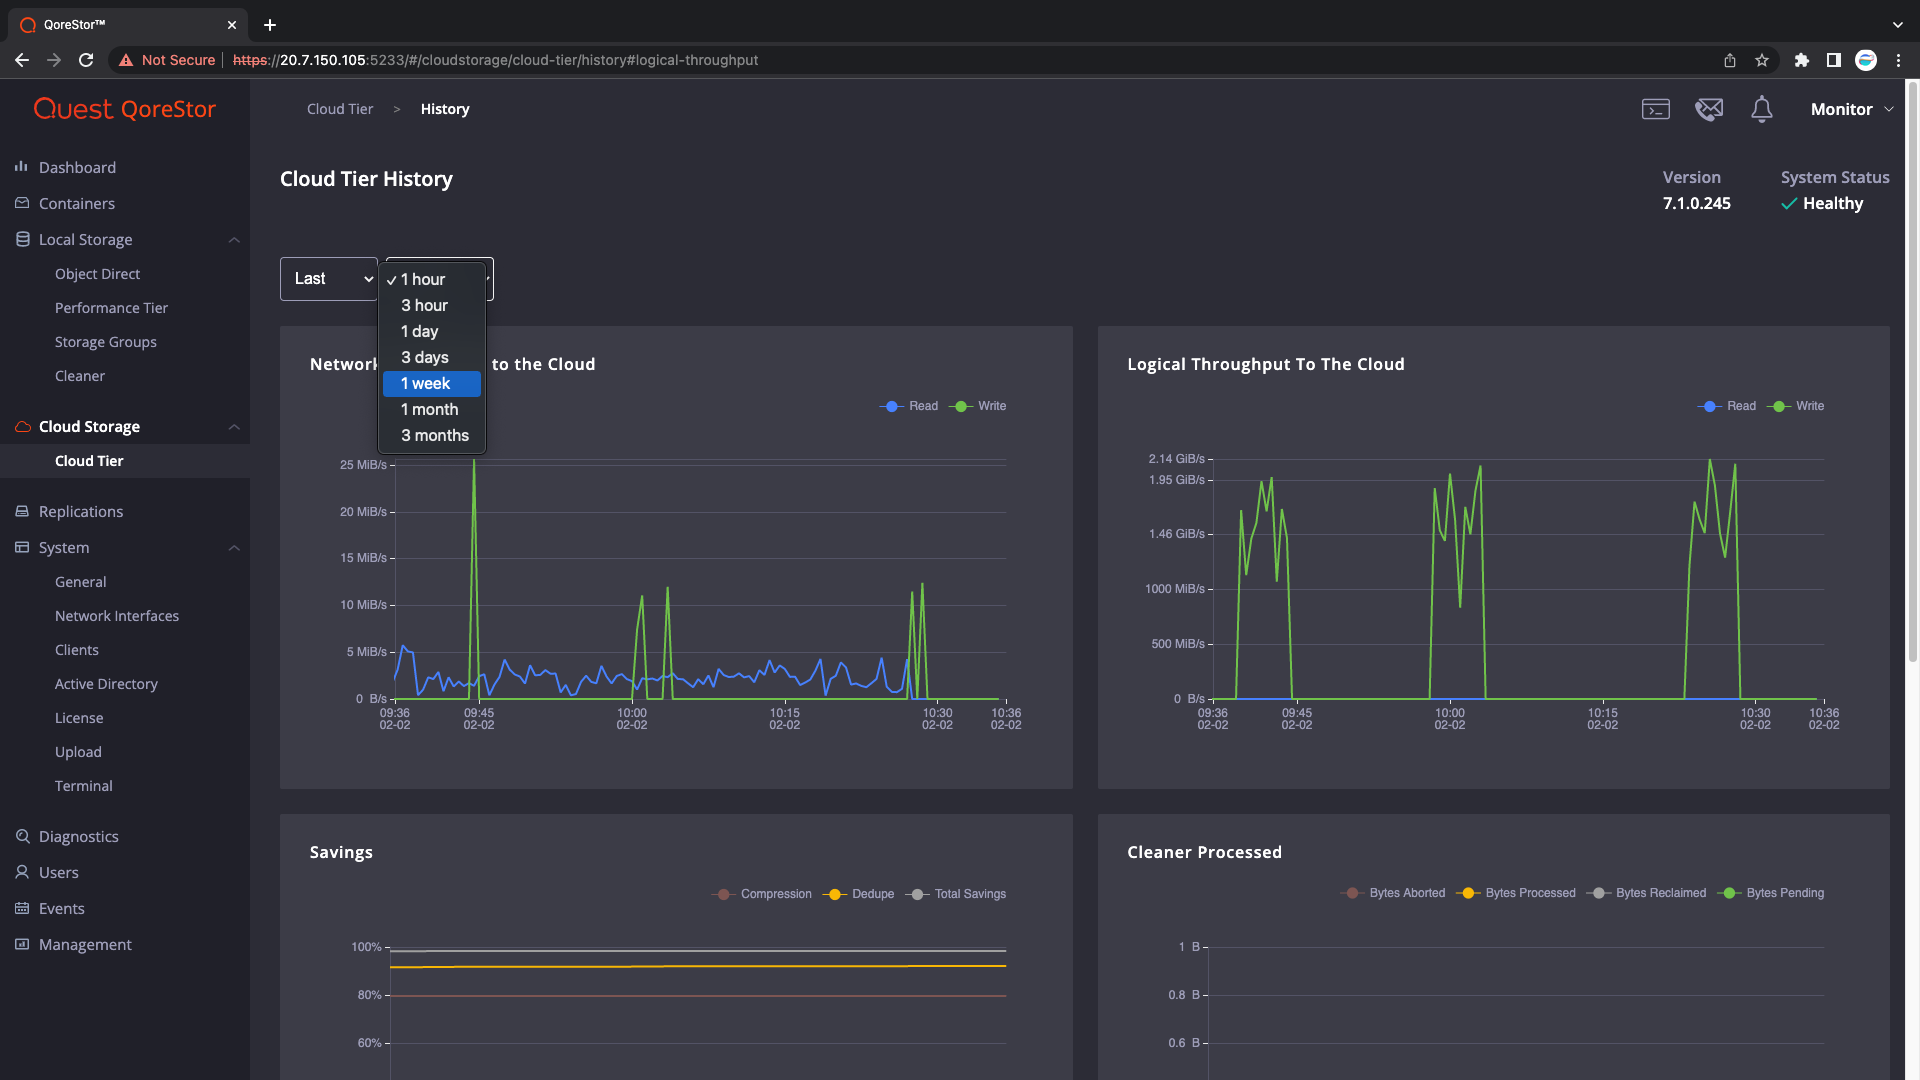 QoreStor™
Not Secure
https://20.7.150.105:5233/#/cloudstorage/cloud-tier/history#logical-throughput
Quest QoreStor
Cloud Tier > History
Monitor
Dashboard
Containers
Local Storage
Object Direct
Performance Tier
Storage Groups
Cleaner
Cloud Storage
Cloud Tier
Replications
System
General
Network Interfaces
Clients
Active Directory
License
Upload
Terminal
Diagnostics
Users
Events
Management
Cloud Tier History
Version
7.1.0.245
System Status
Healthy
Last
1 hour
3 hour
1 day
3 days
1 week
1 month
3 months
Network to the Cloud
Read Write
25 MiB/s
20 MiB/s
15 MiB/s
10 MiB/s
5 MiB/s
0 B/s
09:36 09:45 10:00 10:15 10:30 10:36
02-02 02-02 02-02 02-02 02-02 02-02
Logical Throughput To The Cloud
Read Write
2.14 GiB/s
1.95 GiB/s
1.46 GiB/s
1000 MiB/s
500 MiB/s
0 B/s
09:36 09:45 10:00 10:15 10:30 10:36
02-02 02-02 02-02 02-02 02-02 02-02
Savings
Compression Dedupe Total Savings
100%
80%
60%
Cleaner Processed
Bytes Aborted Bytes Processed Bytes Reclaimed Bytes Pending
1 B
0.8 B
0.6 B